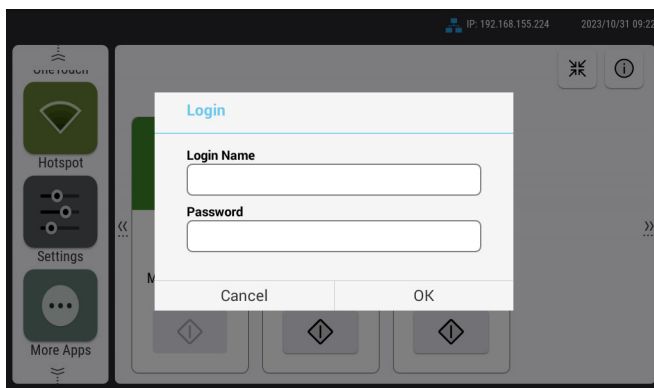 IP: 192.168.155.224 2023/10/31 09:22
OneTouch
Hotspot
Settings
More Apps
Login
Login Name
Password
Cancel OK
M